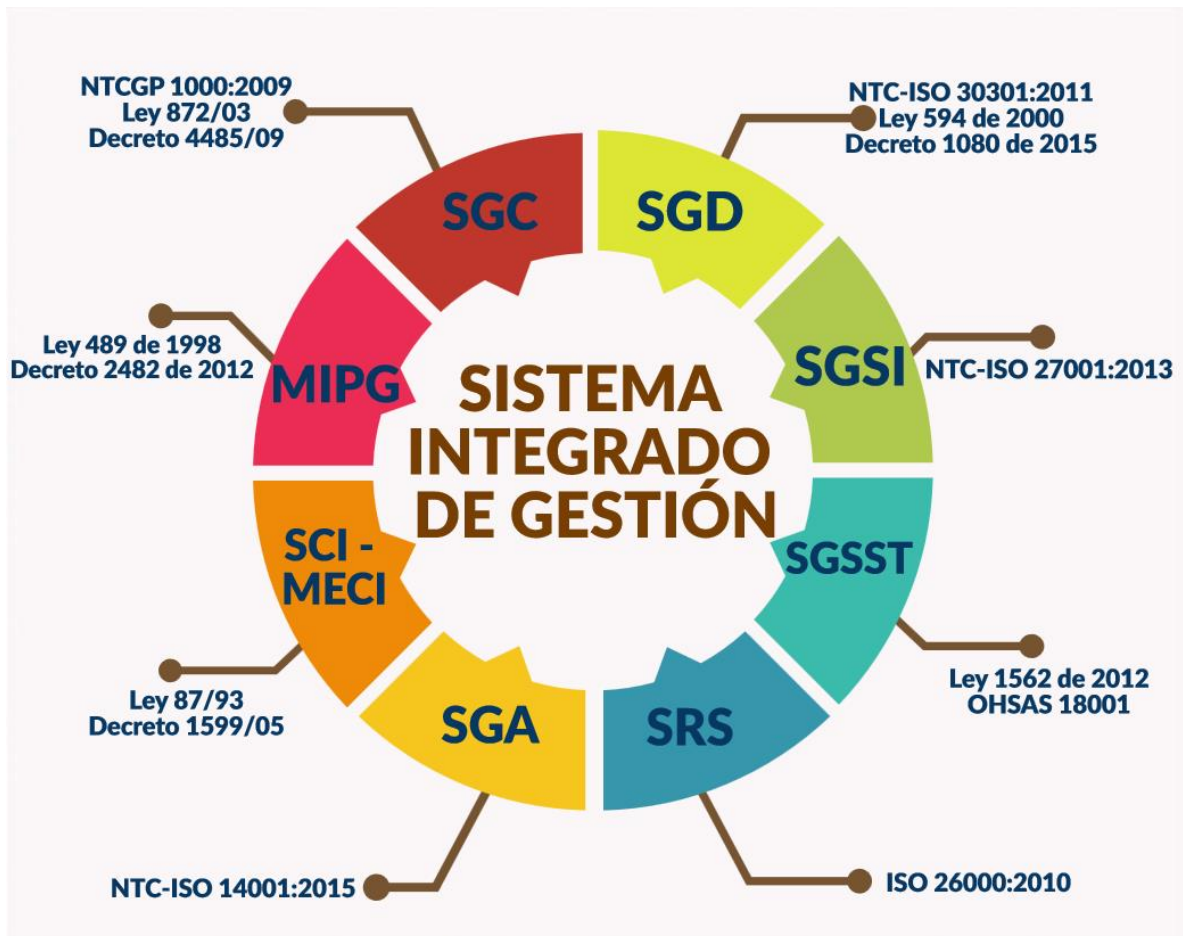 NTCGP 1000:2009
Ley 872/03
Decreto 4485/09
NTC-ISO 30301:2011
Ley 594 de 2000
Decreto 1080 de 2015
SGC
SGD
Ley 489 de 1998
Decreto 2482 de 2012
MIPG
SISTEMA
INTEGRADO
DE GESTIÓN
SGSI
NTC-ISO 27001:2013
SCI -
MECI
SGSST
Ley 87/93
Decreto 1599/05
Ley 1562 de 2012
OHSAS 18001
SGA
SRS
NTC-ISO 14001:2015
ISO 26000:2010